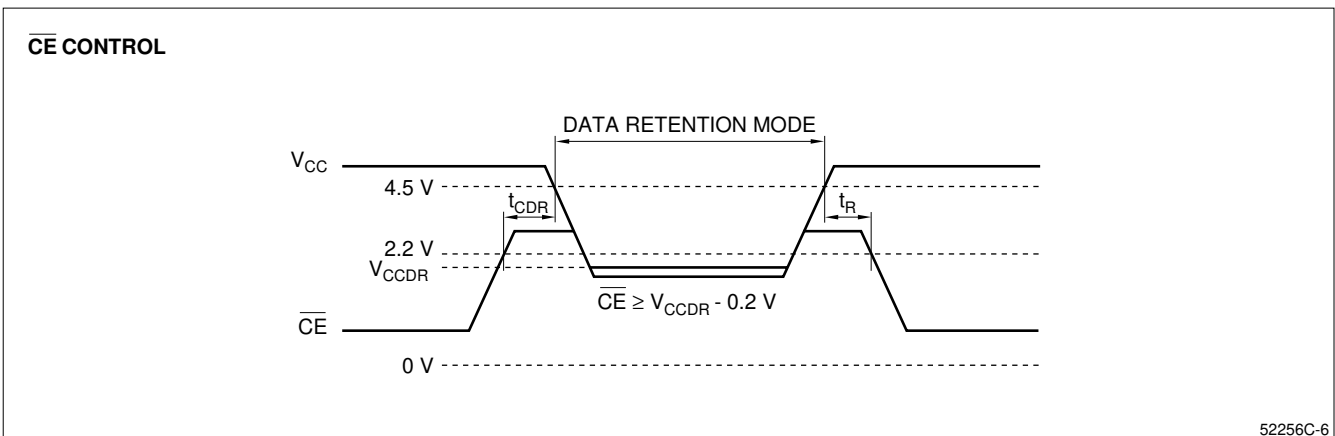 CE CONTROL
DATA RETENTION MODE
VCC
4.5 V
tCDR
tR
2.2 V
VCCDR
CE ≥ VCCDR - 0.2 V
CE
0 V
52256C-6